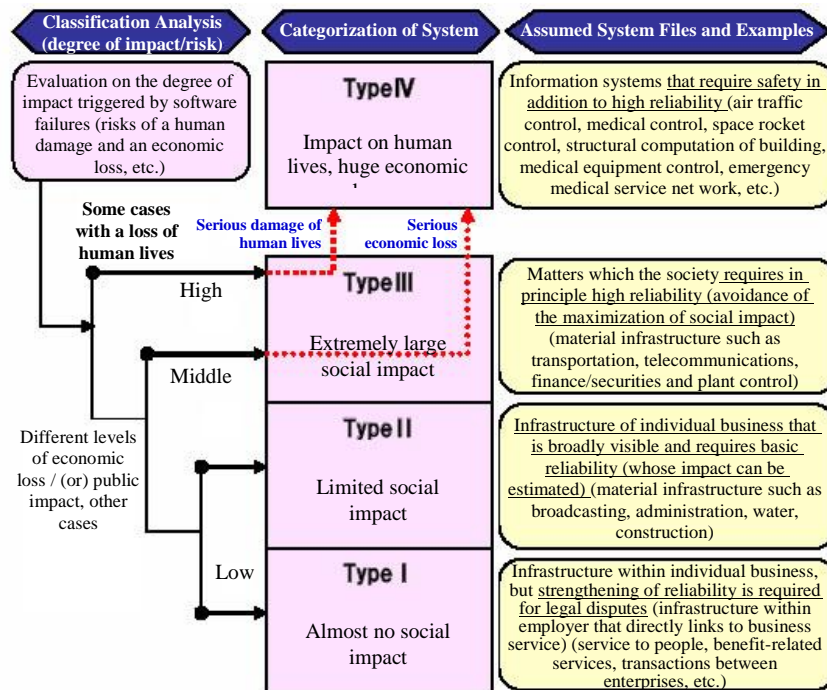 Classification Analysis
(degree of impact/risk)
Categorization of System
Assumed System Files and Examples
Evaluation on the degree of
impact triggered by software
failures (risks of a human
damage and an economic
loss, etc.)
Type IV
Impact on human
lives, huge economic
Information systems that require safety in
addition to high reliability (air traffic
control, medical control, space rocket
control, structural computation of building,
medical equipment control, emergency
medical service net work, etc.)
Some cases
with a loss of
human lives
Serious damage of
human lives
Serious
economic loss
High
Middle
Type III
Extremely large
social impact
Matters which the society requires in
principle high reliability (avoidance of
the maximization of social impact)
(material infrastructure such as
transportation, telecommunications,
finance/securities and plant control)
Different levels
of economic
loss / (or) public
impact, other
cases
Type II
Limited social
impact
Infrastructure of individual business that
is broadly visible and requires basic
reliability (whose impact can be
estimated) (material infrastructure such as
broadcasting, administration, water,
construction)
Low
Type I
Almost no social
impact
Infrastructure within individual business,
but strengthening of reliability is required
for legal disputes (infrastructure within
employer that directly links to business
service) (service to people, benefit-related
services, transactions between
enterprises, etc.)